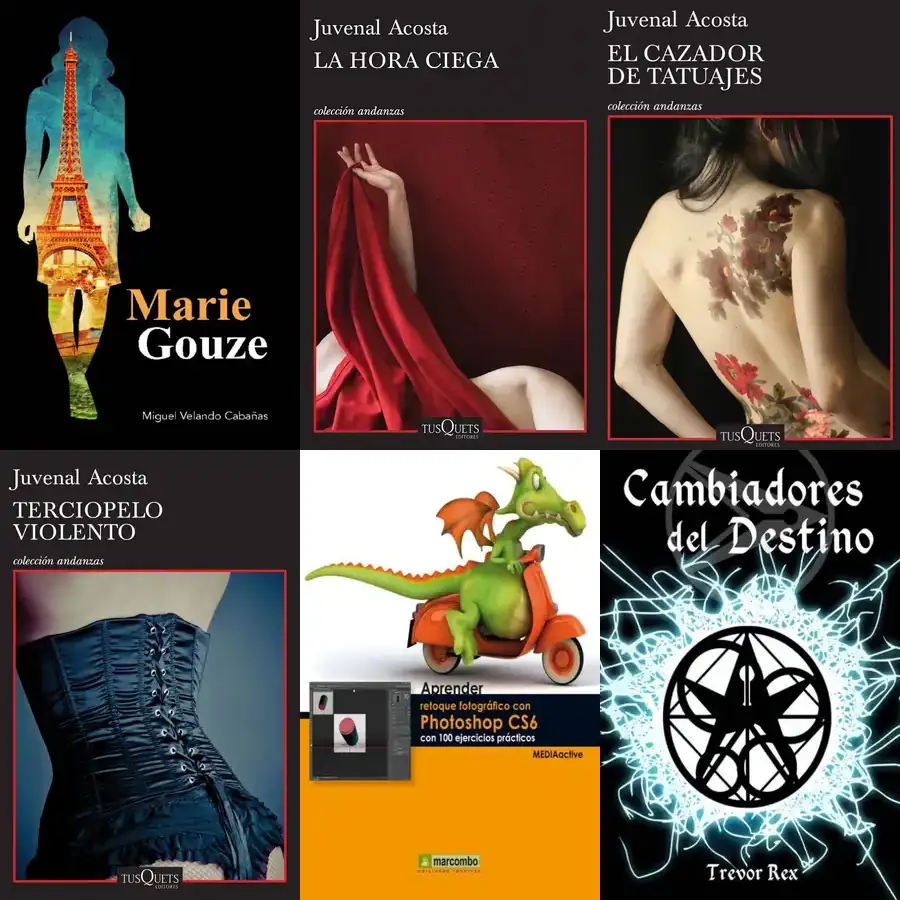 Marie
Gouze
Miguel Velando Cabañas
Juvenal Acosta
LA HORA CIEGA
colección andanzas
TUSQUETS
EDITORES
Juvenal Acosta
EL CAZADOR
DE TATUAJES
colección andanzas
TUSQUETS
EDITORES
Juvenal Acosta
TERCIOPELO
VIOLENTO
colección andanzas
TUSQUETS
EDITORES
Aprender
retoque fotográfico con
Photoshop CS6
con 100 ejercicios prácticos
MEDIAactive
marcombo
Cambiadores
del Destino
Trevor Rex